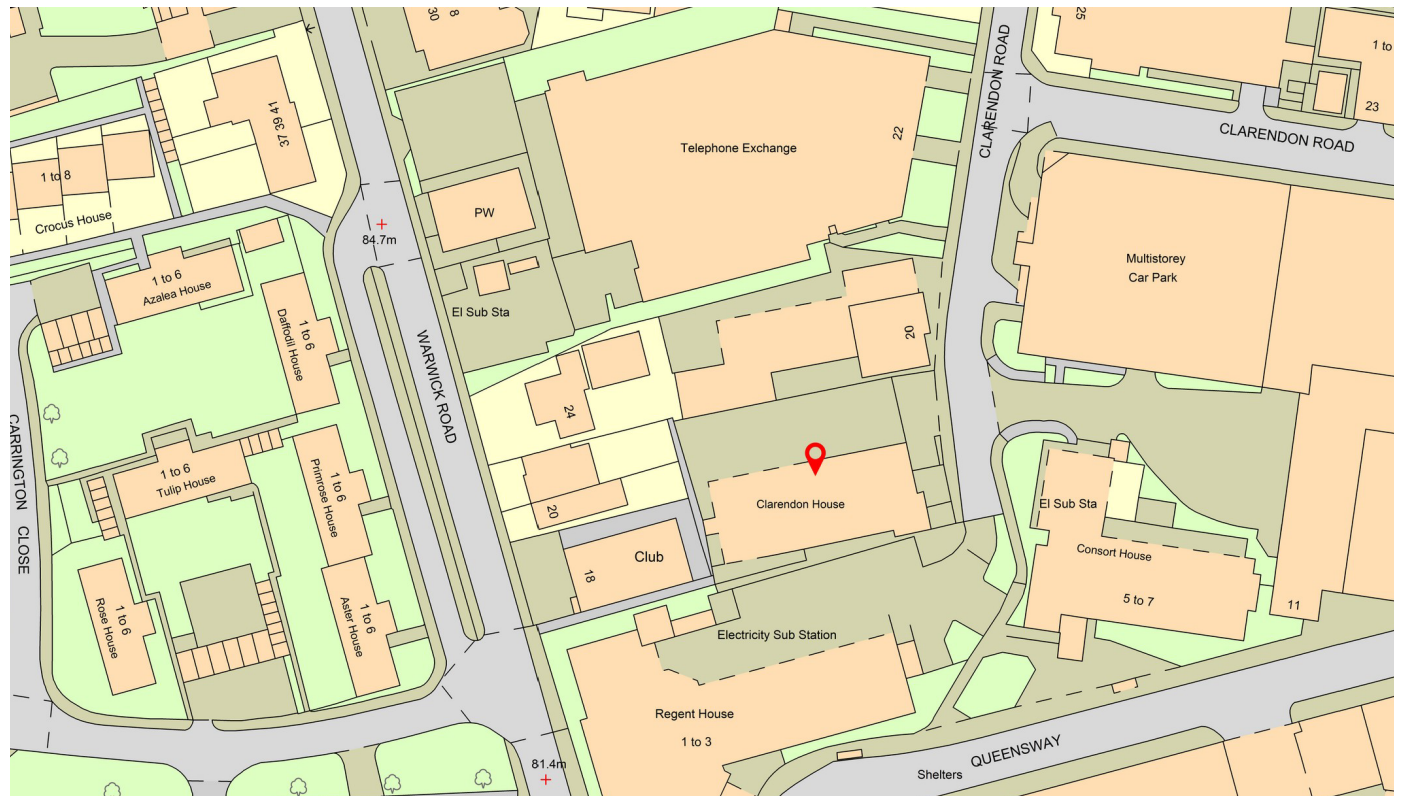 30
8
25
1 to
23
CLARENDON ROAD
CLARENDON ROAD
37 39 41
22
Telephone Exchange
1 to 8
Crocus House
PW
84.7m
Multistorey
Car Park
1 to 6
Azalea House
El Sub Sta
1 to 6
Daffodil House
20
WARWICK ROAD
24
CARRINGTON CLOSE
1 to 6
Tulip House
1 to 6
Primrose House
20
Clarendon House
El Sub Sta
Consort House
5 to 7
11
Club
18
1 to 6
Rose House
1 to 6
Aster House
Electricity Sub Station
Regent House
1 to 3
QUEENSWAY
Shelters
81.4m